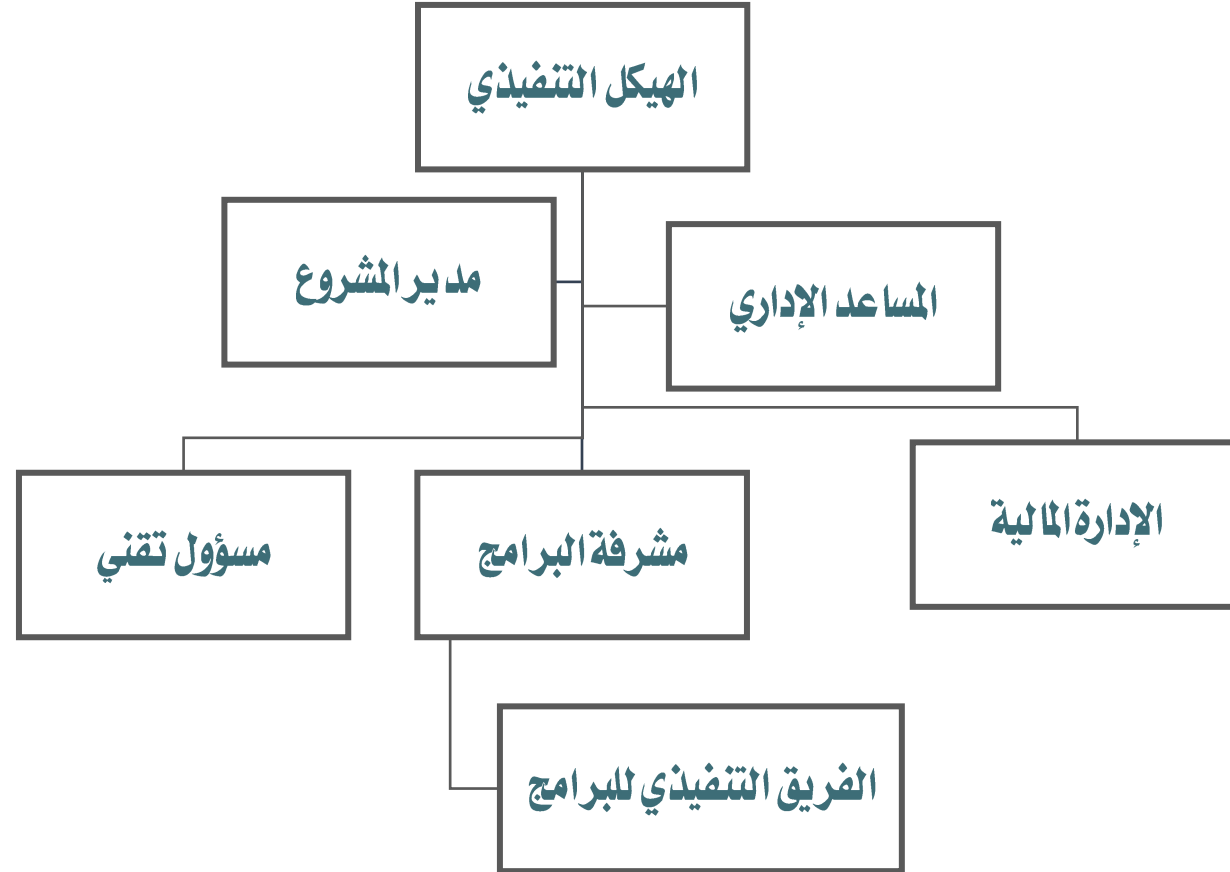 الهيكل التنفيذي
مدير المشروع
المساعد الإداري
الإدارة المالية
مشرفة البرامج
مسؤول تقني
الفريق التنفيذي للبرامج